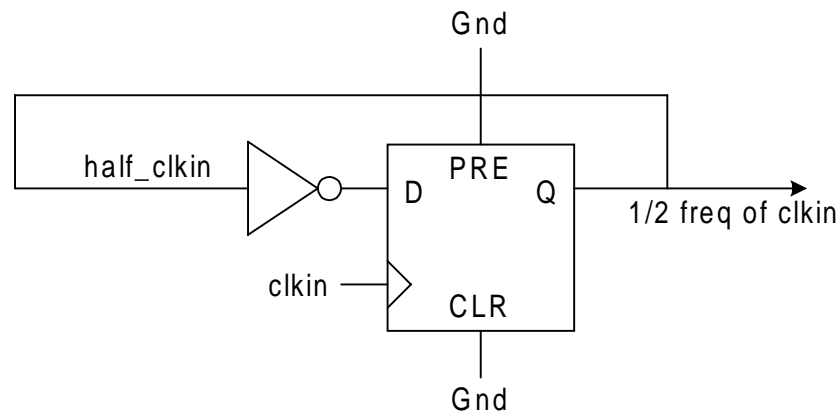 Gnd
half_clkin
D
PRE
Q
1/2 freq of clkin
clkin
CLR
Gnd